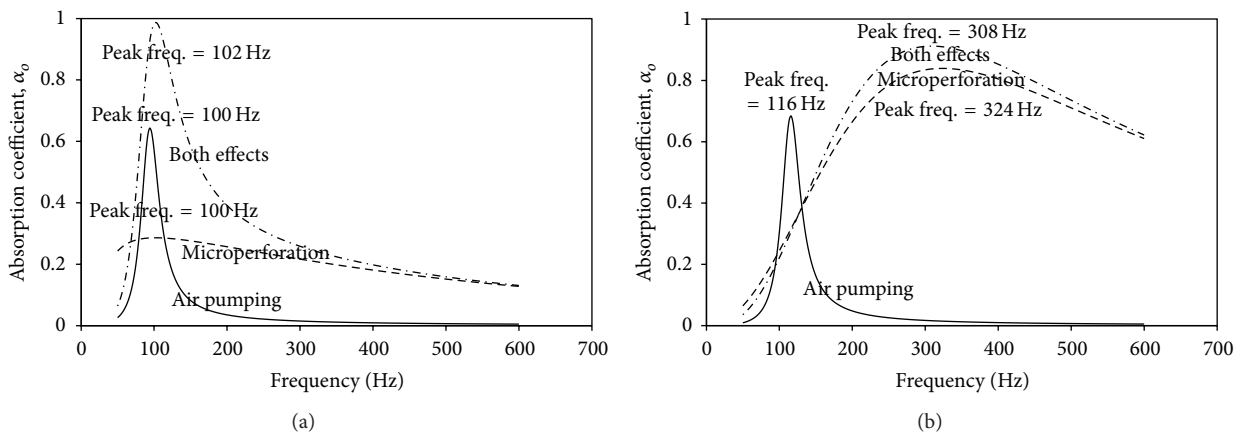 1
0.8
0.6
0.4
0.2
0
Absorption coefficient, αₒ
Peak freq. = 102 Hz
Peak freq. = 100 Hz
Both effects
Peak freq. = 100 Hz
Microperforation
Air pumping
0 100 200 300 400 500 600 700
Frequency (Hz)
(a)
1
0.8
0.6
0.4
0.2
0
Absorption coefficient, αₒ
Peak freq. = 308 Hz
Both effects
Peak freq.
= 116 Hz
Microperforation
Peak freq. = 324 Hz
Air pumping
0 100 200 300 400 500 600 700
Frequency (Hz)
(b)